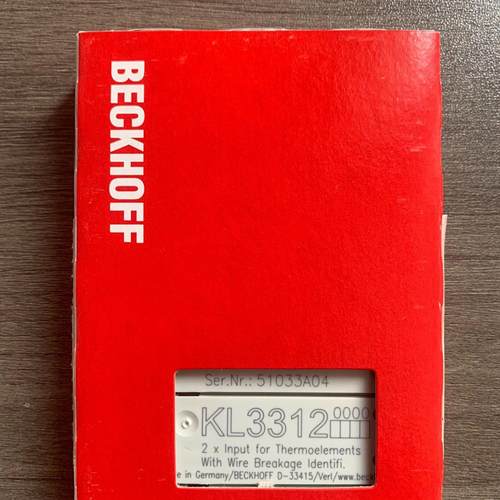 BECKHOFF
Ser.Nr.: 51033A04
KL3312 0000
2 x Input for Thermoelements
With Wire Breakage Identifi.
e in Germany/BECKHOFF D-33415/Verl/www.beck